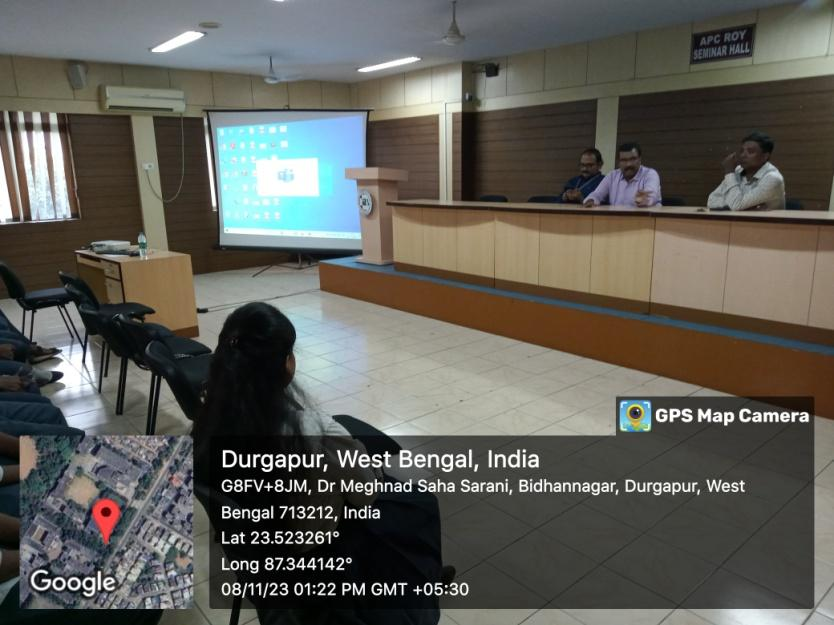 APC ROY
SEMINAR HALL
GPS Map Camera
Durgapur, West Bengal, India
G8FV+8JM, Dr Meghnad Saha Sarani, Bidhannagar, Durgapur, West
Bengal 713212, India
Lat 23.523261°
Long 87.344142°
08/11/23 01:22 PM GMT +05:30
Google